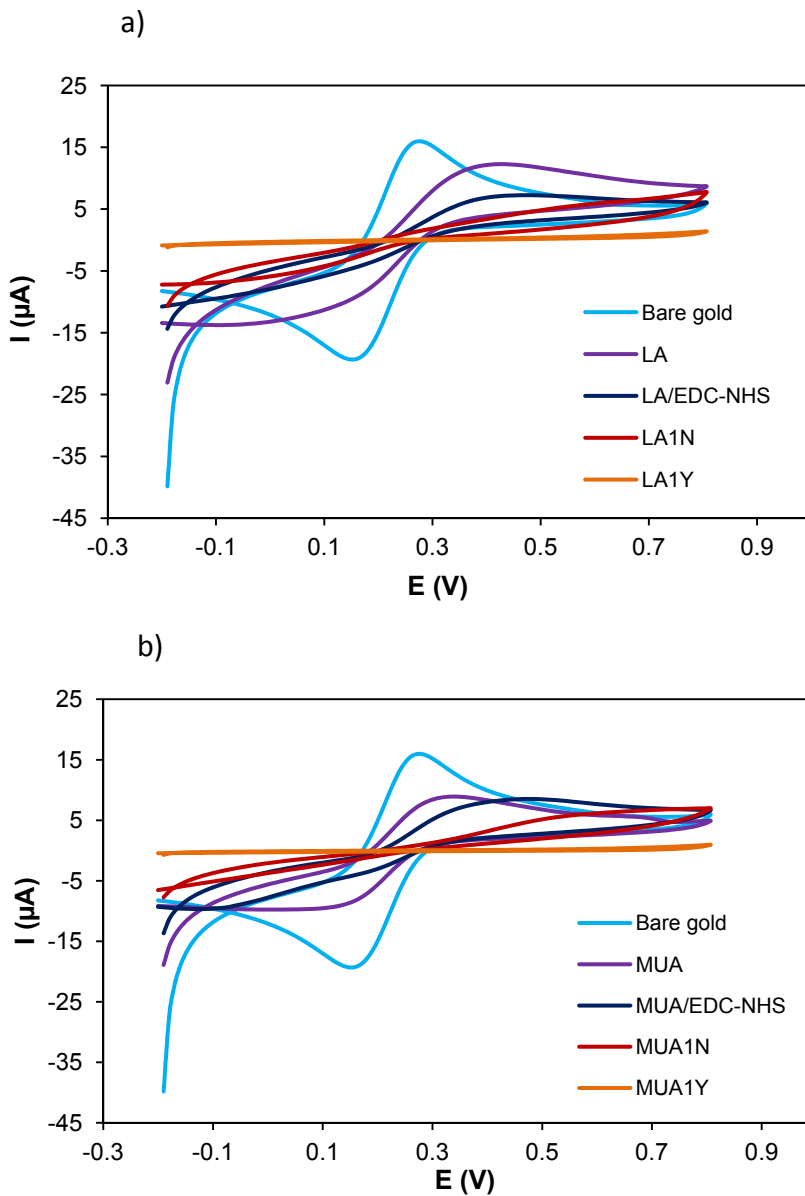 a)
25
15
5
-5
-15
-25
-35
-45
I (µA)
-0.3
-0.1
0.1
0.3
0.5
0.7
0.9
E (V)
Bare gold
LA
LA/EDC-NHS
LA1N
LA1Y
b)
25
15
5
-5
-15
-25
-35
-45
I (µA)
-0.3
-0.1
0.1
0.3
0.5
0.7
0.9
E (V)
Bare gold
MUA
MUA/EDC-NHS
MUA1N
MUA1Y